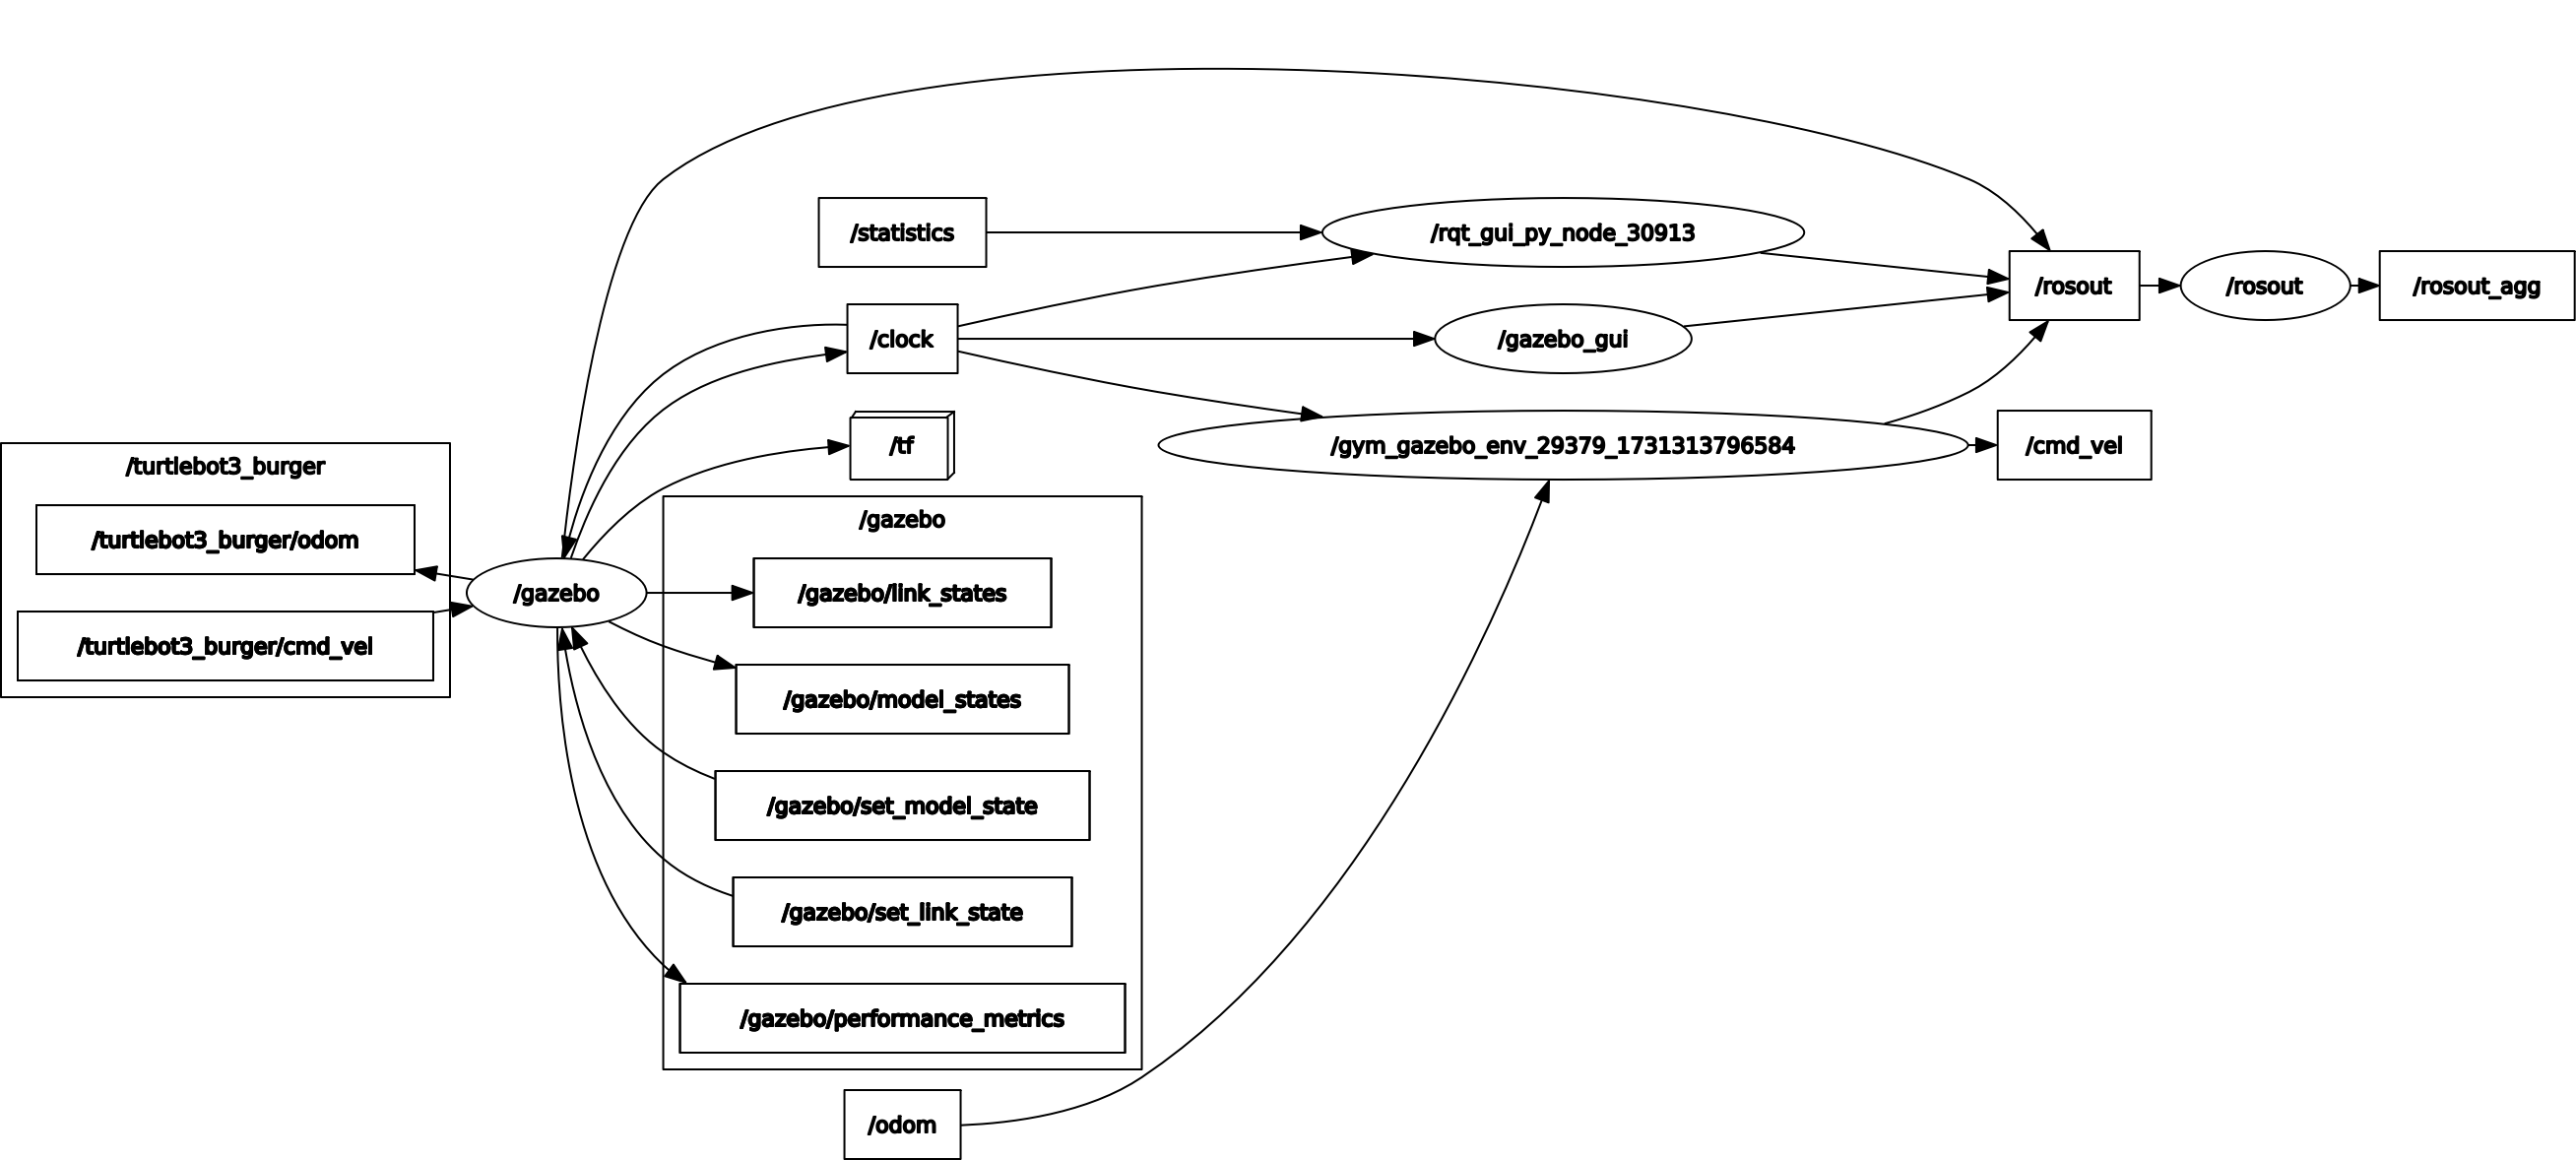 /statistics
/rqt_gui_py_node_30913
/rosout
/rosout
/rosout_agg
/clock
/gazebo_gui
/tf
/gym_gazebo_env_29379_1731313796584
/cmd_vel
/turtlebot3_burger
/turtlebot3_burger/odom
/turtlebot3_burger/cmd_vel
/gazebo
/gazebo
/gazebo/link_states
/gazebo/model_states
/gazebo/set_model_state
/gazebo/set_link_state
/gazebo/performance_metrics
/odom